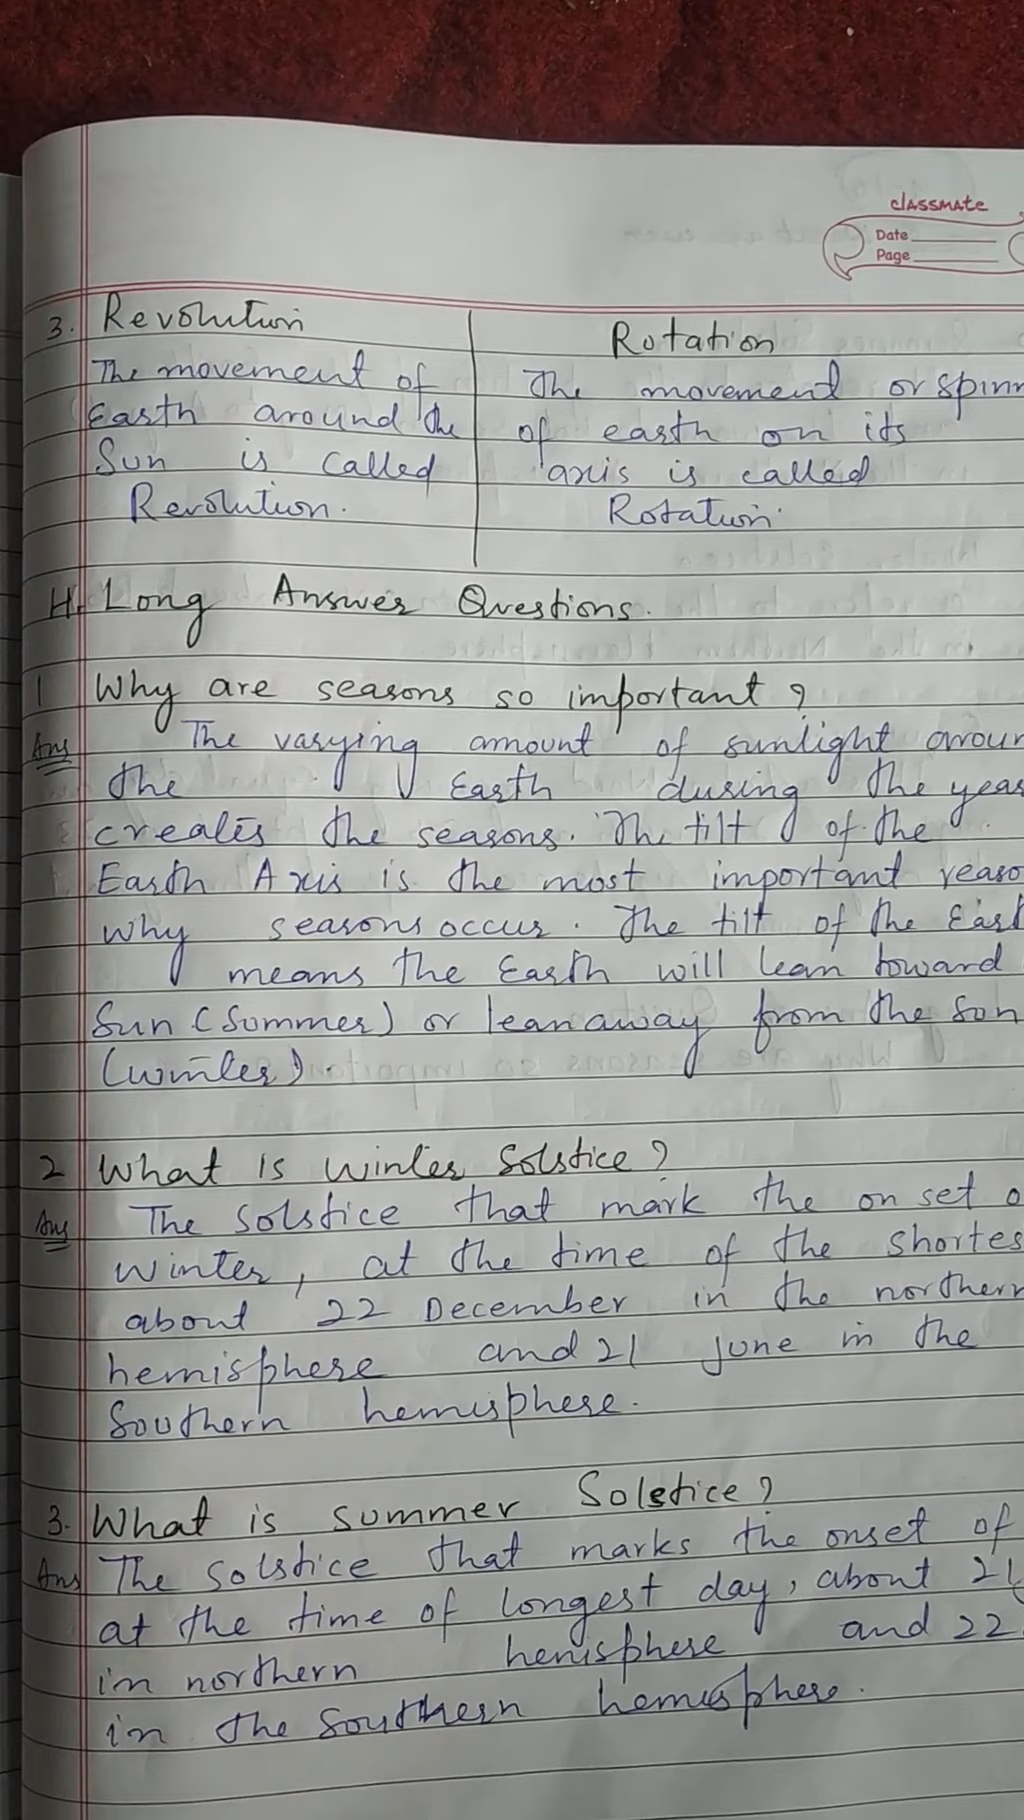 classmate
Date
Page
3. Revolution | Rotation
The movement of | The movement or spinn
Earth around the | of earth on its
Sun is called | axis is called
Revolution. | Rotation.
H. Long Answer Questions.
1 Why are seasons so important?
Ans The varying amount of sunlight aroun
the Earth during the year
creates the seasons. The tilt of the
Earth Axis is the most important reaso
why seasons occur. The tilt of the Eart
means the Earth will lean toward
Sun (Summer) or lean away from the Sun
(winter).
2 What is winter Solstice?
Ans The Solstice that mark the on set o
winter, at the time of the shortes
about 22 December in the northern
hemisphere and 21 june in the
Southern hemisphere.
3. What is summer Solstice?
Ans The solstice that marks the onset of
at the time of longest day, about 21
in northern hemisphere and 22
in the Southern hemisphere.